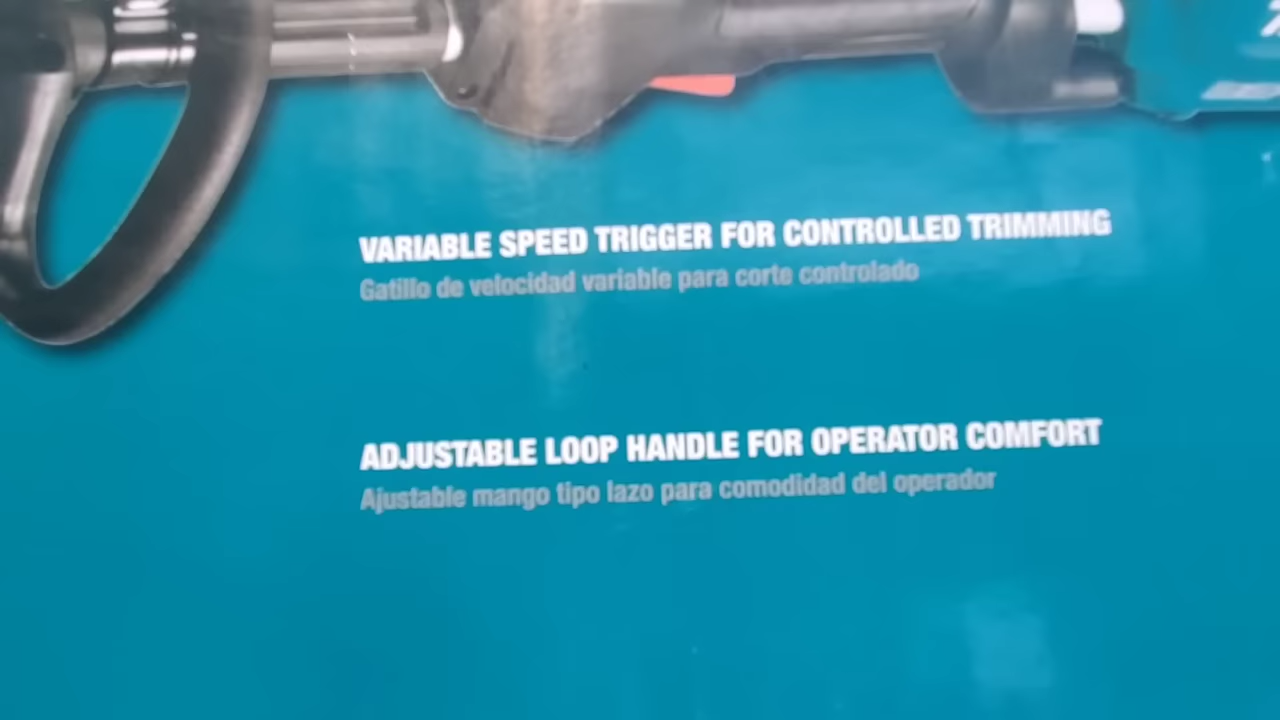 VARIABLE SPEED TRIGGER FOR CONTROLLED TRIMMING
Gatillo de velocidad variable para corte controlado
ADJUSTABLE LOOP HANDLE FOR OPERATOR COMFORT
Ajustable mango tipo lazo para comodidad del operador